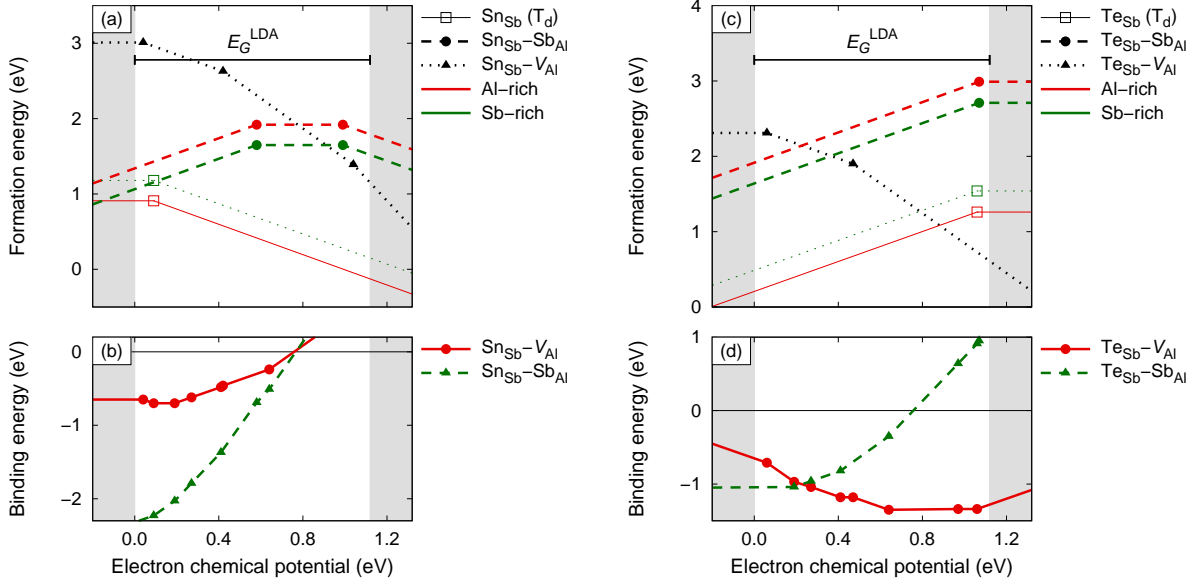 (a)
E_G^LDA
Formation energy (eV)
3
2
1
0
Sn_Sb (T_d)
Sn_Sb−Sb_Al
Sn_Sb−V_Al
Al−rich
Sb−rich
(b)
Binding energy (eV)
0
−1
−2
Sn_Sb−V_Al
Sn_Sb−Sb_Al
0.0 0.4 0.8 1.2
Electron chemical potential (eV)
(c)
E_G^LDA
Formation energy (eV)
4
3
2
1
0
Te_Sb (T_d)
Te_Sb−Sb_Al
Te_Sb−V_Al
Al−rich
Sb−rich
(d)
Binding energy (eV)
1
0
−1
Te_Sb−V_Al
Te_Sb−Sb_Al
0.0 0.4 0.8 1.2
Electron chemical potential (eV)